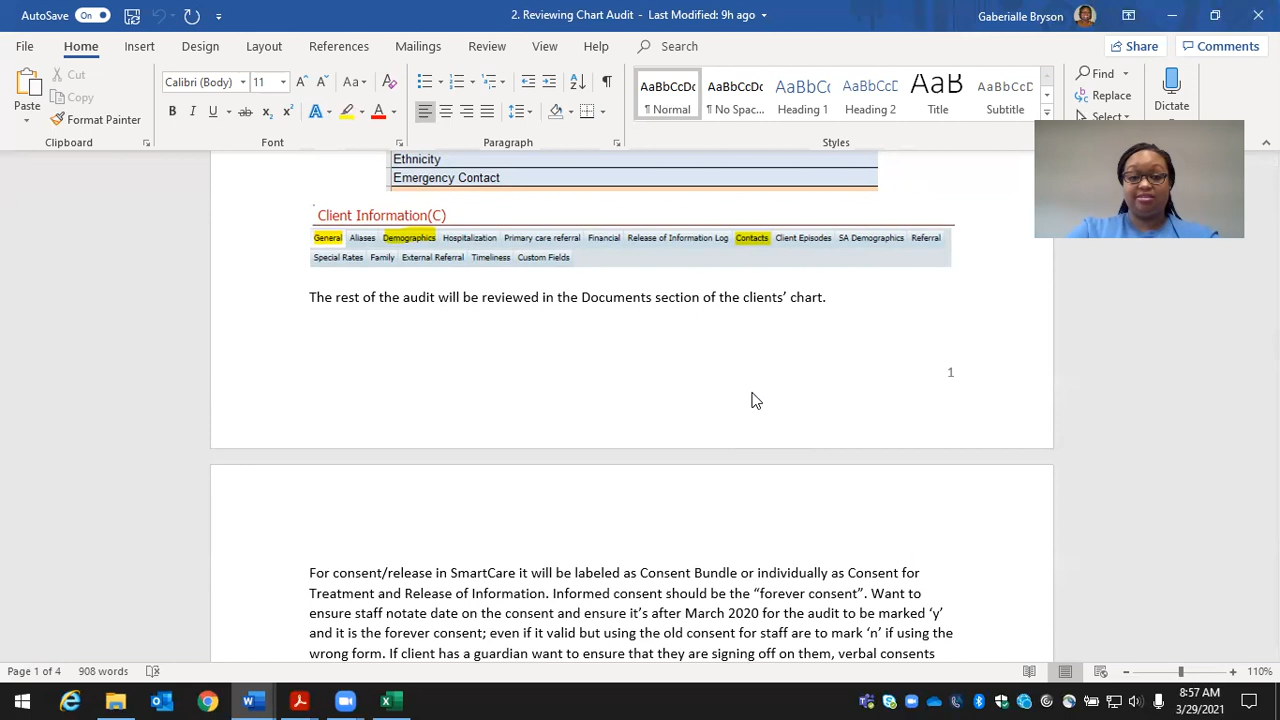 AutoSave On 2. Reviewing Chart Audit - Last Modified: 9h ago Gaberialle Bryson
File Home Insert Design Layout References Mailings Review View Help Search Share Comments
Paste Cut Copy Format Painter
Calibri (Body) 11
¶ Normal ¶ No Spac... Heading 1 Heading 2 Title Subtitle
Find Replace Select Dictate
Clipboard Font Paragraph Styles
Ethnicity
Emergency Contact
Client Information(C)
General Aliases Demographics Hospitalization Primary care referral Financial Release of Information Log Contacts Client Episodes SA Demographics Referral
Special Rates Family External Referral Timeliness Custom Fields
The rest of the audit will be reviewed in the Documents section of the clients’ chart.
1
For consent/release in SmartCare it will be labeled as Consent Bundle or individually as Consent for
Treatment and Release of Information. Informed consent should be the “forever consent”. Want to
ensure staff notate date on the consent and ensure it’s after March 2020 for the audit to be marked ‘y’
and it is the forever consent; even if it valid but using the old consent for staff are to mark ‘n’ if using the
wrong form. If client has a guardian want to ensure that they are signing off on them, verbal consents
Page 1 of 4 908 words 110%
8:57 AM
3/29/2021